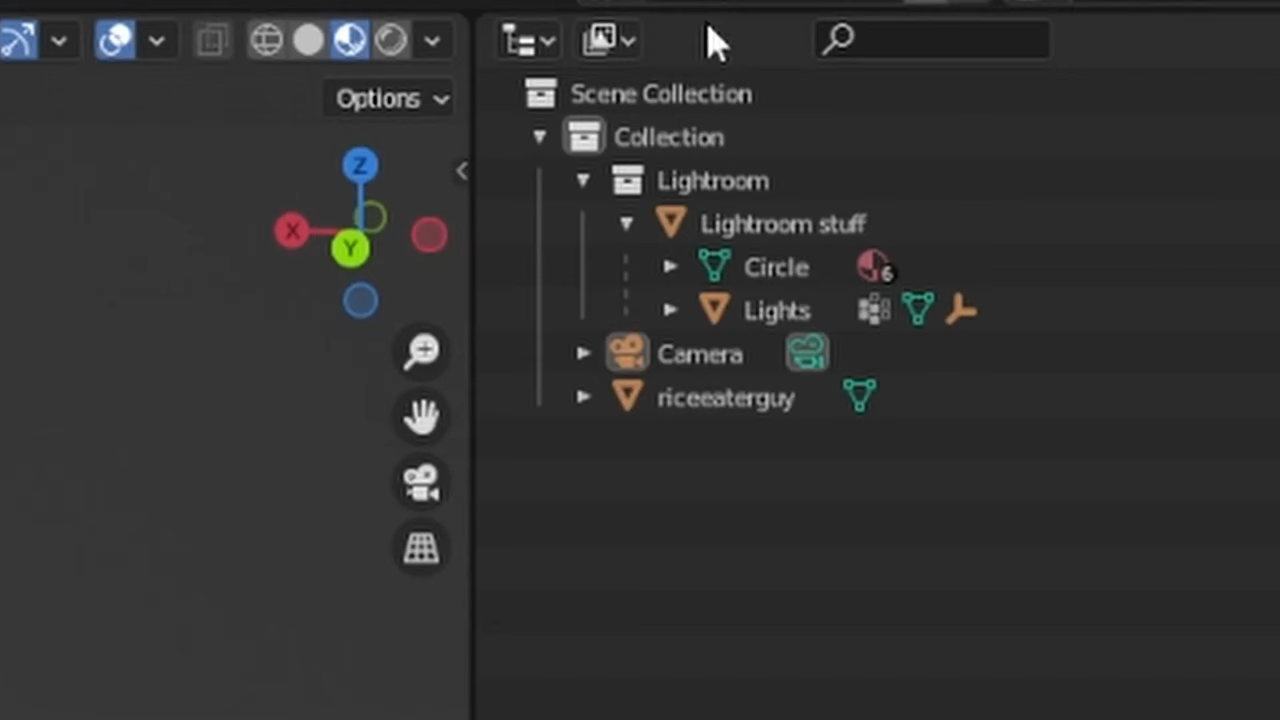 Options
Z
X
Y
Scene Collection
Collection
Lightroom
Lightroom stuff
Circle 6
Lights
Camera
riceeaterguy